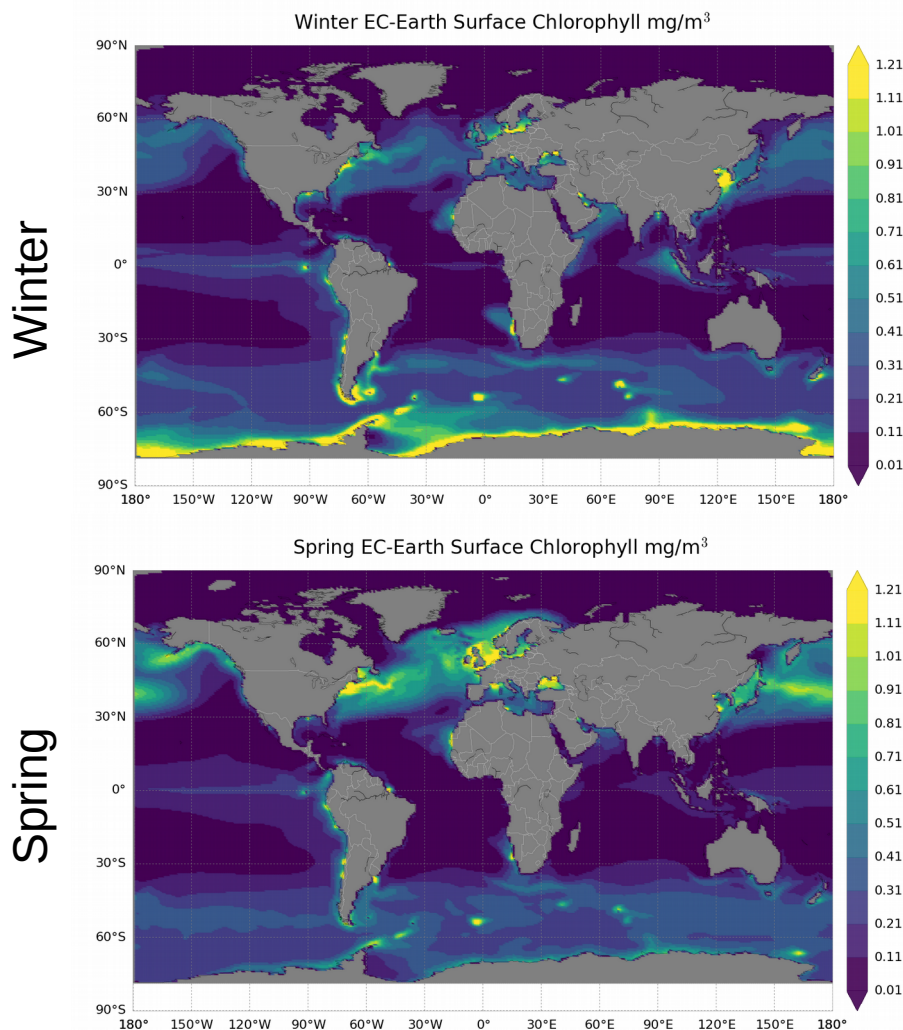 Winter
Winter EC-Earth Surface Chlorophyll mg/m³
90°N
60°N
30°N
0°
30°S
60°S
90°S
180° 150°W 120°W 90°W 60°W 30°W 0° 30°E 60°E 90°E 120°E 150°E 180°
1.21
1.11
1.01
0.91
0.81
0.71
0.61
0.51
0.41
0.31
0.21
0.11
0.01
Spring
Spring EC-Earth Surface Chlorophyll mg/m³
90°N
60°N
30°N
0°
30°S
60°S
90°S
180° 150°W 120°W 90°W 60°W 30°W 0° 30°E 60°E 90°E 120°E 150°E 180°
1.21
1.11
1.01
0.91
0.81
0.71
0.61
0.51
0.41
0.31
0.21
0.11
0.01